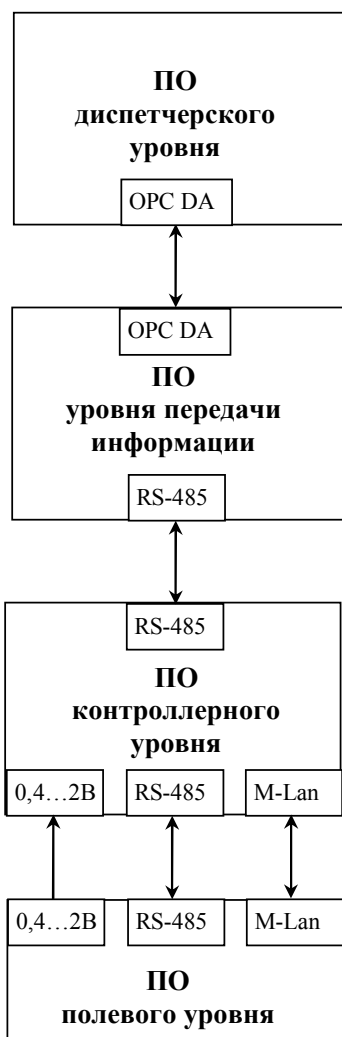 ПО
диспетчерского
уровня
OPC DA
OPC DA
ПО
уровня передачи
информации
RS-485
RS-485
ПО
контроллерного
уровня
0,4...2В RS-485 M-Lan
0,4...2В RS-485 M-Lan
ПО
полевого уровня